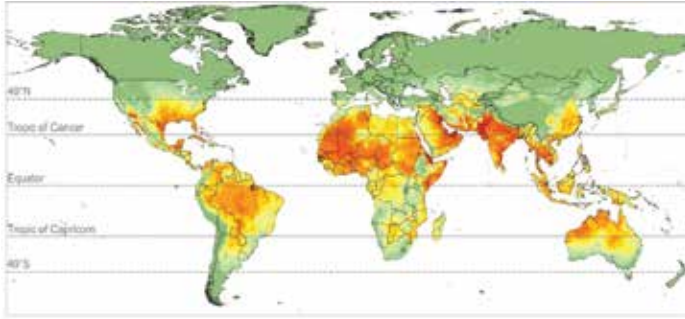 40°N
Tropic of Cancer
Equator
Tropic of Capricorn
40°S